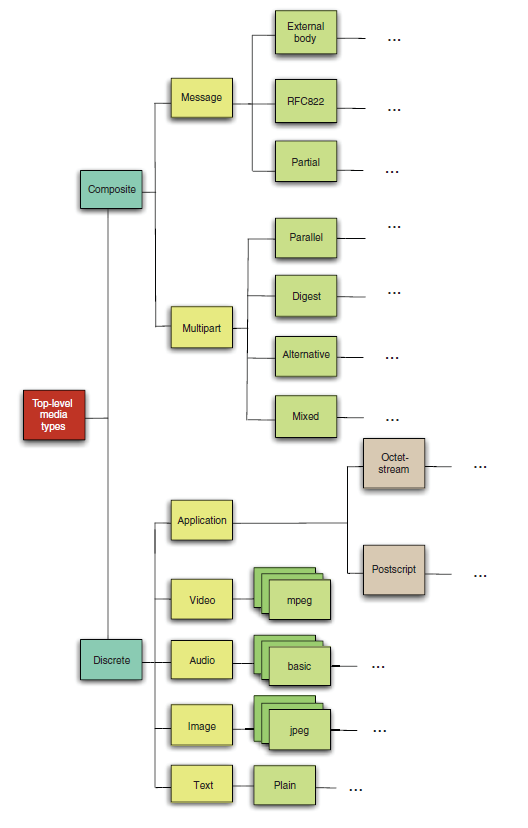 External
body
...
Message
RFC822
...
Partial
...
Composite
Parallel
...
Digest
...
Multipart
Alternative
...
Mixed
...
Top-level
media
types
Octet-
stream
...
Application
Postscript
...
Video
mpeg
Discrete
Audio
basic
...
Image
jpeg
...
Text
Plain
...